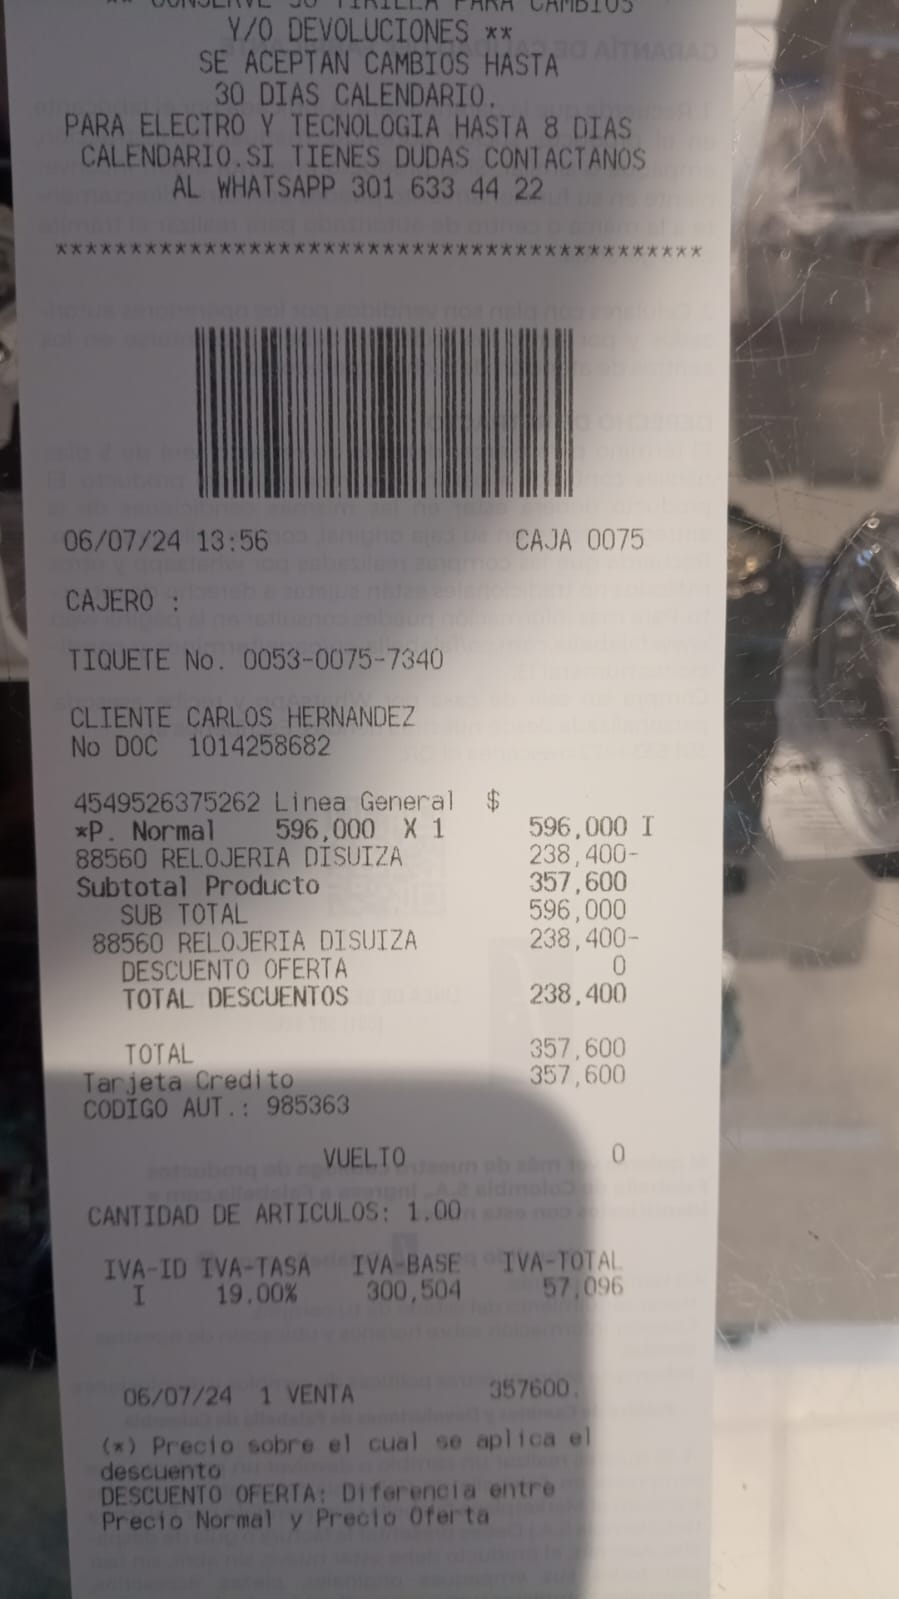 ** CONSERVE SU TIRILLA PARA CAMBIOS
Y/O DEVOLUCIONES **
SE ACEPTAN CAMBIOS HASTA
30 DIAS CALENDARIO.
PARA ELECTRO Y TECNOLOGIA HASTA 8 DIAS
CALENDARIO.SI TIENES DUDAS CONTACTANOS
AL WHATSAPP 301 633 44 22
*********************************************
06/07/24 13:56 CAJA 0075
CAJERO :
TIQUETE No. 0053-0075-7340
CLIENTE CARLOS HERNANDEZ
No DOC 1014258682
4549526375262 Linea General $
*P. Normal 596,000 X 1 596,000 I
88560 RELOJERIA DISUIZA 238,400-
Subtotal Producto 357,600
SUB TOTAL 596,000
88560 RELOJERIA DISUIZA 238,400-
DESCUENTO OFERTA 0
TOTAL DESCUENTOS 238,400
TOTAL 357,600
Tarjeta Credito 357,600
CODIGO AUT.: 985363
VUELTO 0
CANTIDAD DE ARTICULOS: 1.00
IVA-ID IVA-TASA IVA-BASE IVA-TOTAL
I 19.00% 300,504 57,096
06/07/24 1 VENTA 357600.
(*) Precio sobre el cual se aplica el
descuento
DESCUENTO OFERTA: Diferencia entre
Precio Normal y Precio Oferta